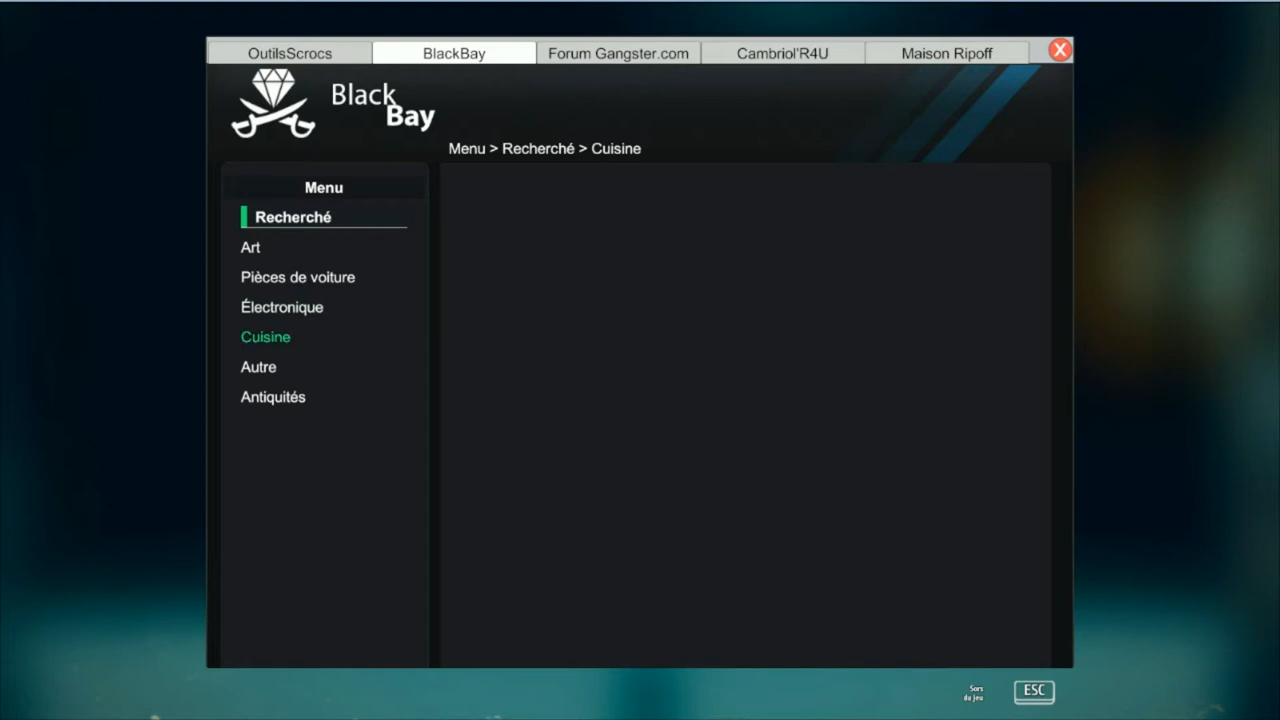 OutilsScrocs
BlackBay
Forum Gangster.com
Cambriol'R4U
Maison Ripoff
X
Black
Bay
Menu > Recherché > Cuisine
Menu
Recherché
Art
Pièces de voiture
Électronique
Cuisine
Autre
Antiquités
Sors
du jeu
ESC